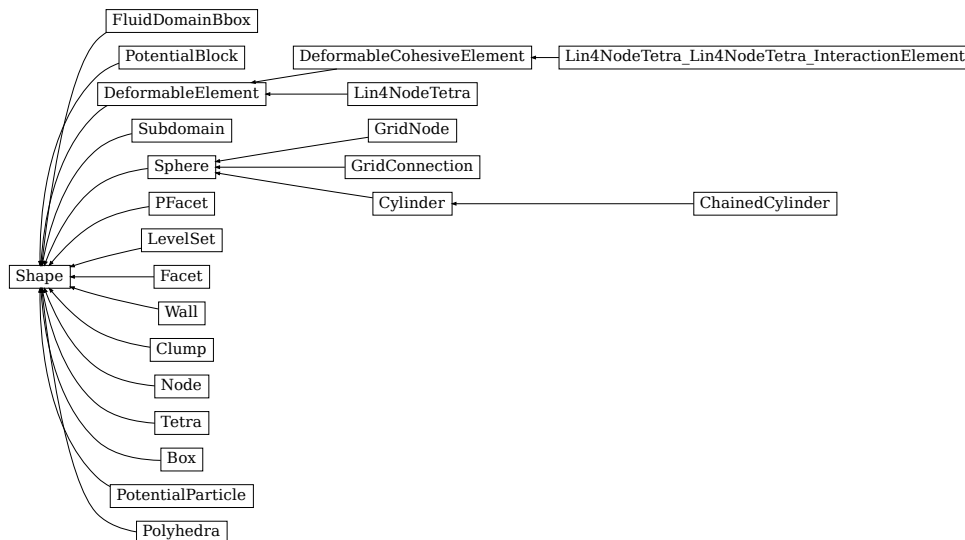 FluidDomainBbox
PotentialBlock
DeformableCohesiveElement
Lin4NodeTetra_Lin4NodeTetra_InteractionElement
DeformableElement
Lin4NodeTetra
Subdomain
GridNode
Sphere
GridConnection
PFacet
Cylinder
ChainedCylinder
LevelSet
Shape
Facet
Wall
Clump
Node
Tetra
Box
PotentialParticle
Polyhedra